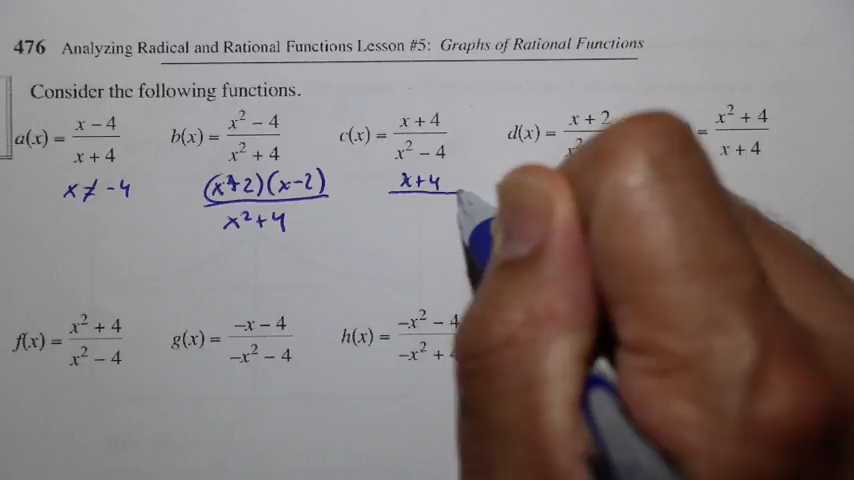 476 Analyzing Radical and Rational Functions Lesson #5: Graphs of Rational Functions
Consider the following functions.
a(x) = (x − 4)/(x + 4) b(x) = (x² − 4)/(x² + 4) c(x) = (x + 4)/(x² − 4) d(x) = x + 2 = (x² + 4)/(x + 4)
x ≠ -4 (x+2)(x-2)/(x²+4) x+4
f(x) = (x² + 4)/(x² − 4) g(x) = (−x − 4)/(−x² − 4) h(x) = (−x² − 4)/(−x² +